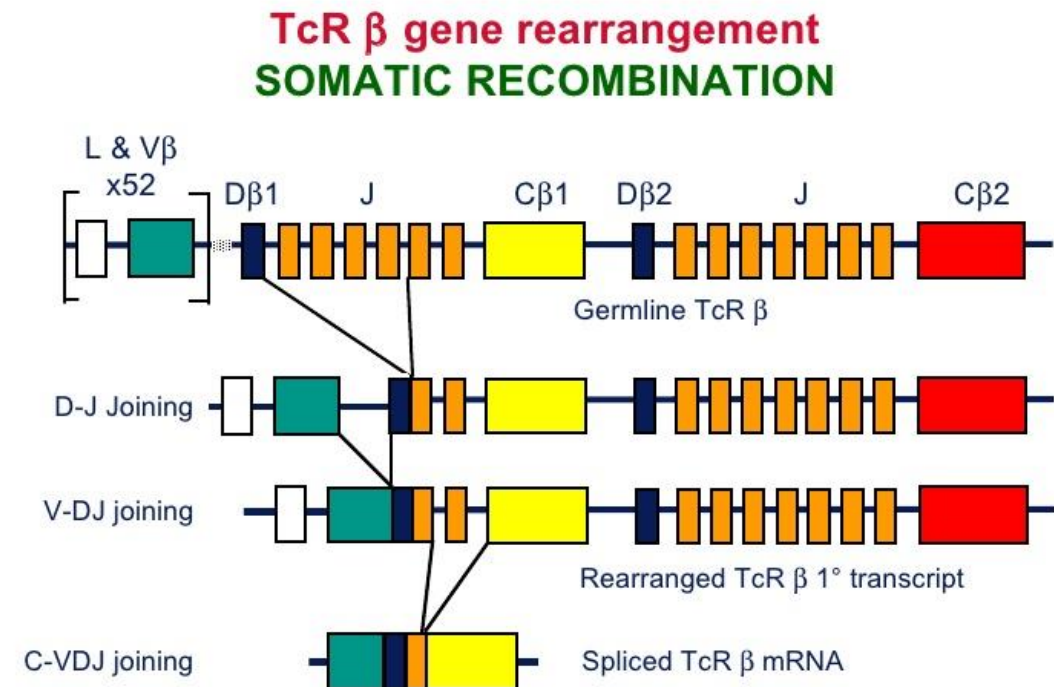 TcR β gene rearrangement
SOMATIC RECOMBINATION
L & Vβ
x52
Dβ1 J Cβ1 Dβ2 J Cβ2
Germline TcR β
D-J Joining
V-DJ joining
Rearranged TcR β 1° transcript
C-VDJ joining Spliced TcR β mRNA